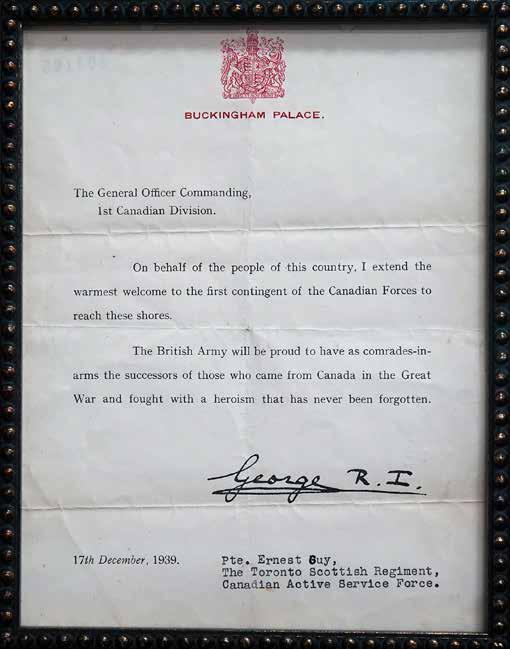 BUCKINGHAM PALACE.
The General Officer Commanding,
1st Canadian Division.
On behalf of the people of this country, I extend the
warmest welcome to the first contingent of the Canadian Forces to
reach these shores.
The British Army will be proud to have as comrades-in-
arms the successors of those who came from Canada in the Great
War and fought with a heroism that has never been forgotten.
George R. I.
17th December, 1939.
Pte. Ernest Guy,
The Toronto Scottish Regiment,
Canadian Active Service Force.